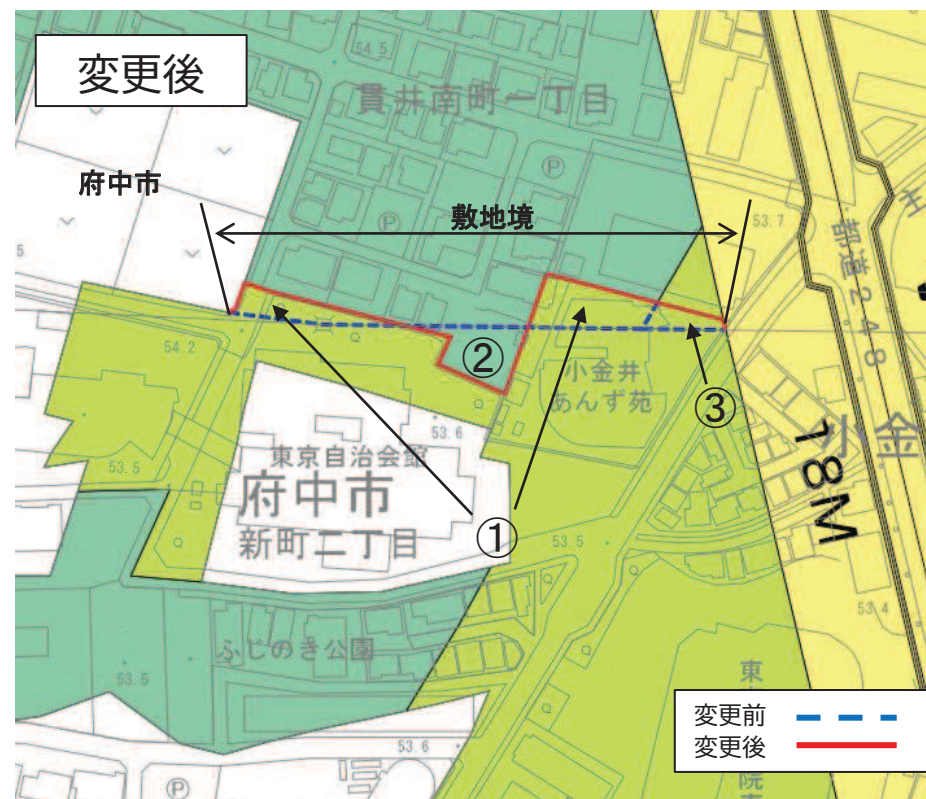 変更後
54.5
貫井南町一丁目
P
府中市
P
敷地境
53.7
5
都道248
54.2
②
小金井
あんず苑
③
53.6
東京自治会館
53.5
府中市
小金
18M
新町二丁目
①
53.5
53.4
ふじのき公園
53.5
東
変更前
変更後
53.6
院
P